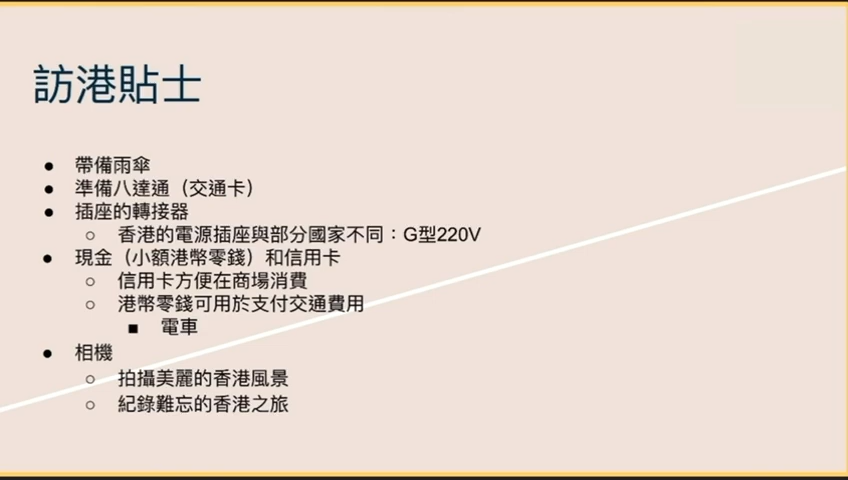 訪港貼士
● 帶備雨傘
● 準備八達通（交通卡）
● 插座的轉接器
○ 香港的電源插座與部分國家不同：G型220V
● 現金（小額港幣零錢）和信用卡
○ 信用卡方便在商場消費
○ 港幣零錢可用於支付交通費用
■ 電車
● 相機
○ 拍攝美麗的香港風景
○ 紀錄難忘的香港之旅